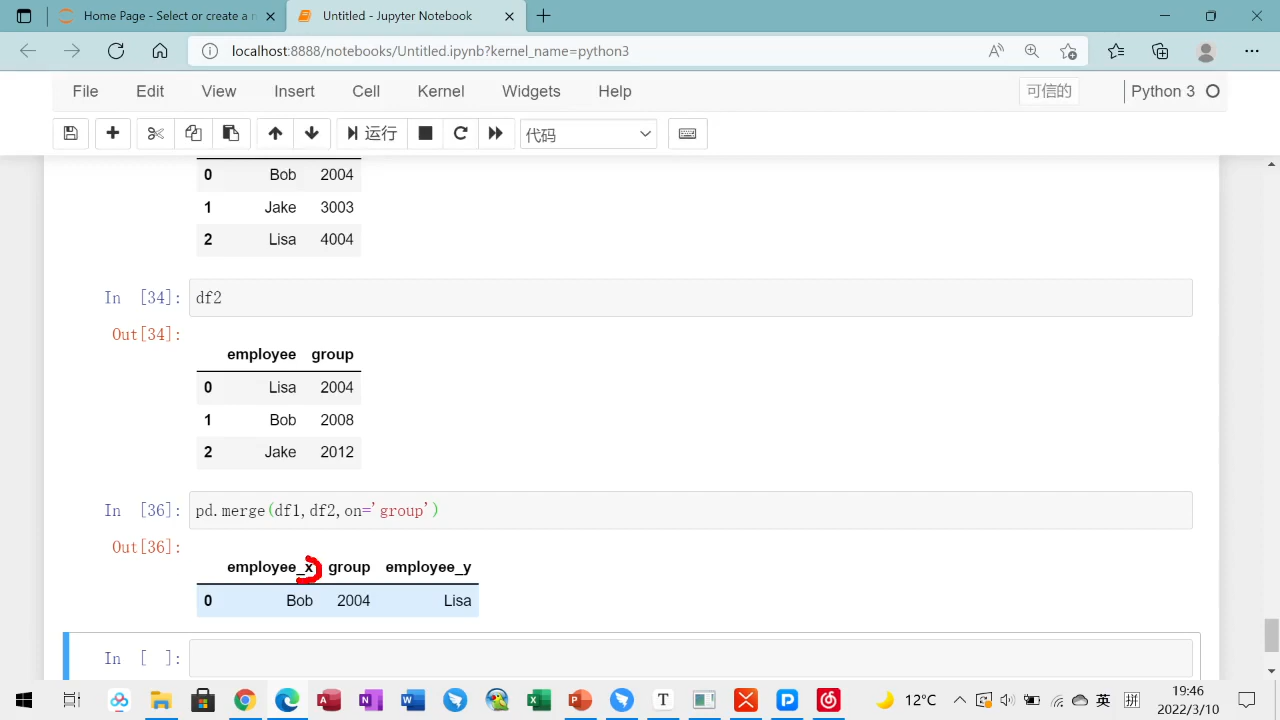 Home Page - Select or create a n
Untitled - Jupyter Notebook
localhost:8888/notebooks/Untitled.ipynb?kernel_name=python3
File Edit View Insert Cell Kernel Widgets Help 可信的 Python 3
运行 代码
0 Bob 2004
1 Jake 3003
2 Lisa 4004
In [34]: df2
Out[34]:
employee group
0 Lisa 2004
1 Bob 2008
2 Jake 2012
In [36]: pd.merge(df1,df2,on='group')
Out[36]:
employee_x group employee_y
0 Bob 2004 Lisa
In [ ]:
12°C 英 拼 19:46
2022/3/10